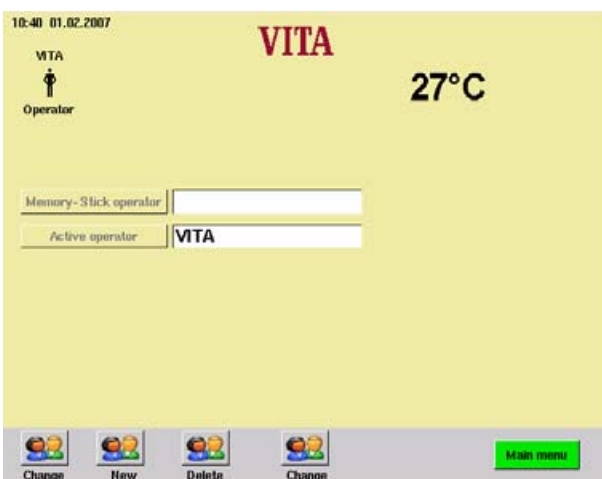 10:40 01.02.2007
VITA
VITA
27°C
Operator
Memory-Stick operator
Active operator VITA
Change New Delete Change Main menu